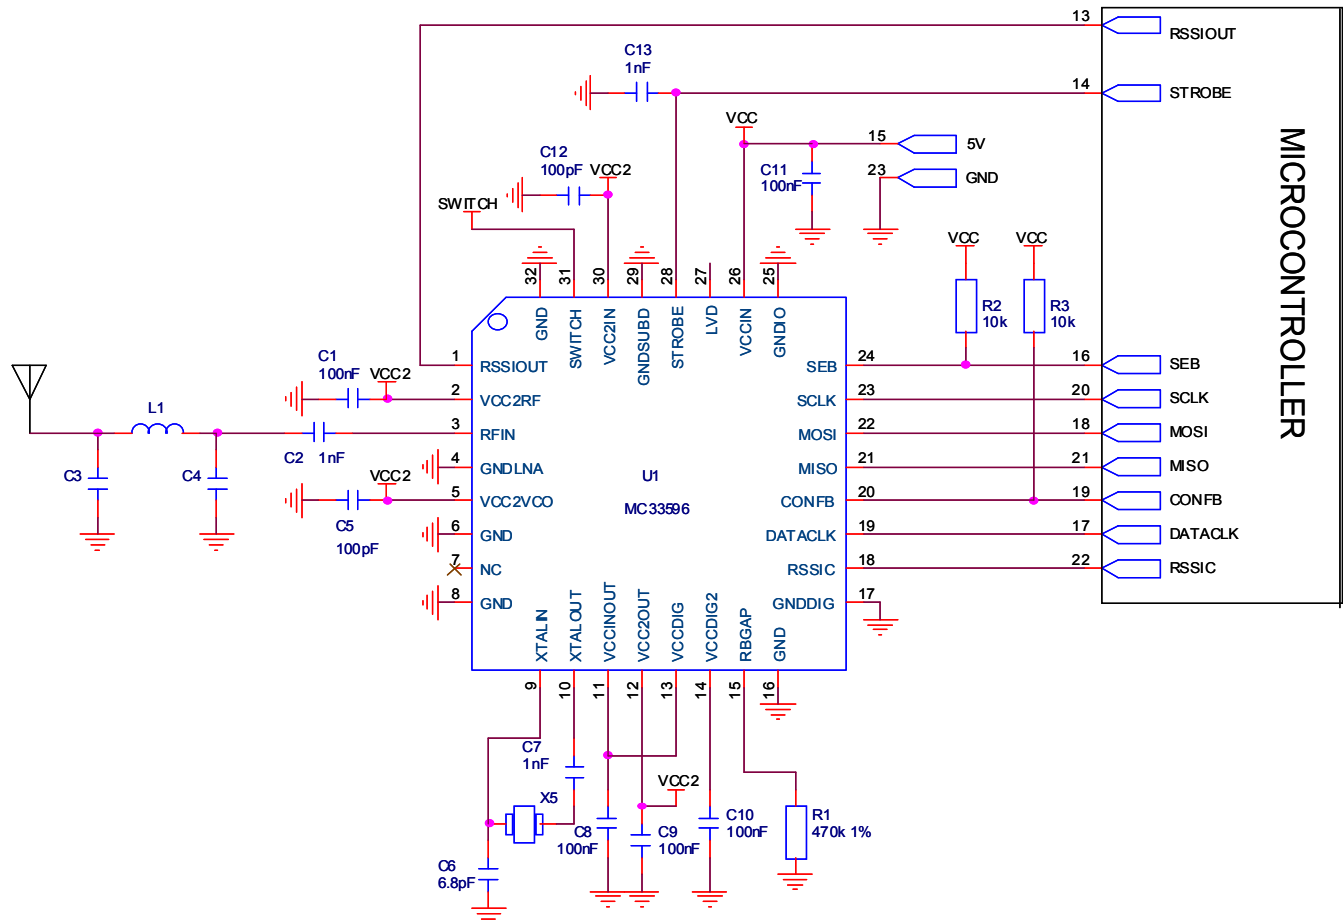 13
RSSIOUT
C13
1nF
14
STROBE
VCC
15
5V
C12
100pF
VCC2
C11
100nF
23
GND
SWITCH
VCC
VCC
32
31
30
29
28
27
26
25
R2
10k
R3
10k
GND
SWITCH
VCC2IN
GNDSUBD
STROBE
LVD
VCCIN
GNDIO
MICROCONTROLLER
1
RSSIOUT
SEB
24
16
SEB
C1
100nF
VCC2
2
VCC2RF
SCLK
23
20
SCLK
L1
3
RFIN
MOSI
22
18
MOSI
C2
1nF
C3
C4
4
GNDLNA
MISO
21
21
MISO
VCC2
U1
5
VCC2VCO
CONFB
20
19
CONFB
MC33596
C5
100pF
6
GND
DATACLK
19
17
DATACLK
7
NC
RSSIC
18
22
RSSIC
8
GND
GNDDIG
17
XTALIN
XTALOUT
VCCINOUT
VCC2OUT
VCCDIG
VCCDIG2
RBGAP
GND
9
10
11
12
13
14
15
16
C7
1nF
VCC2
X5
C8
100nF
C9
100nF
C10
100nF
R1
470k 1%
C6
6.8pF